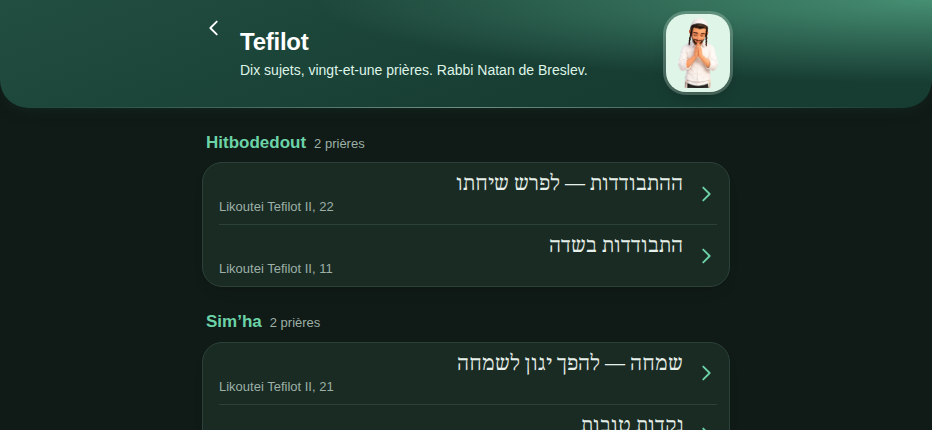 Tefilot
Dix sujets, vingt-et-une prières. Rabbi Natan de Breslev.
Hitbodedout 2 prières
ההתבודדות — לפרש שיחתו
Likoutei Tefilot II, 22
התבודדות בשדה
Likoutei Tefilot II, 11
Sim’ha 2 prières
שמחה — להפך יגון לשמחה
Likoutei Tefilot II, 21
נקדות טובות